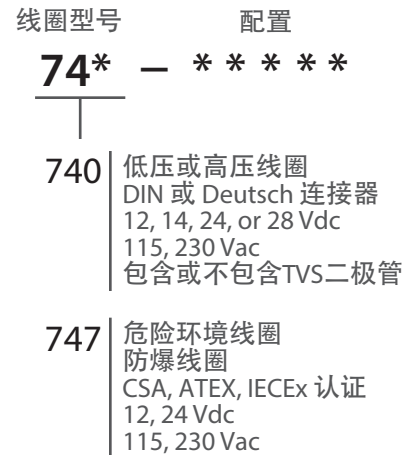 线圈型号 配置
74* – * * * * *
740 低压或高压线圈
DIN 或 Deutsch 连接器
12, 14, 24, or 28 Vdc
115, 230 Vac
包含或不包含TVS二极管
747 危险环境线圈
防爆线圈
CSA, ATEX, IECEx 认证
12, 24 Vdc
115, 230 Vac